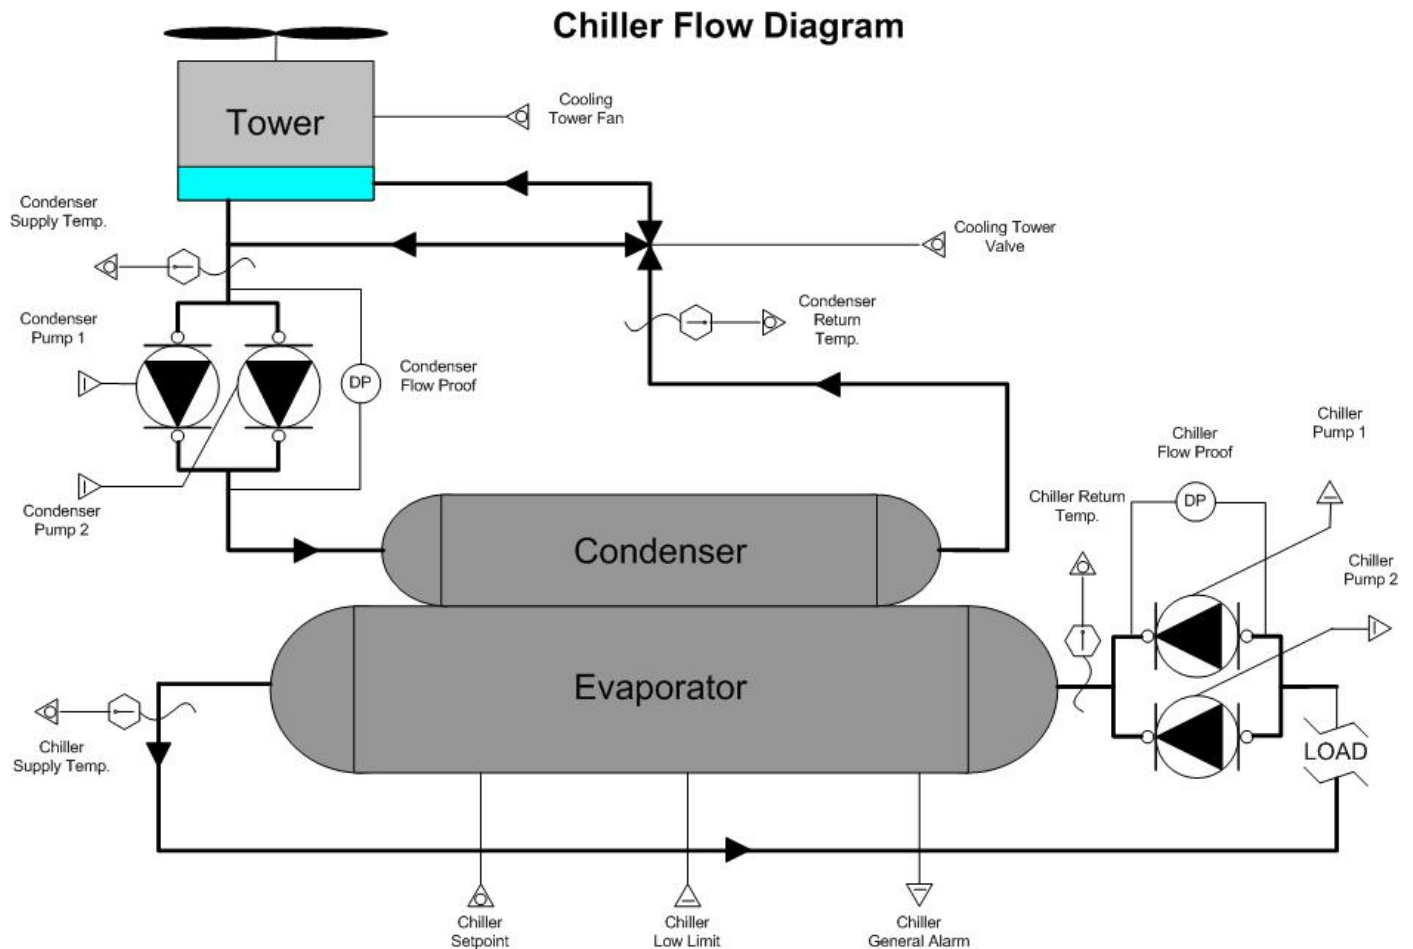 Chiller Flow Diagram
Tower
Cooling
Tower Fan
Condenser
Supply Temp.
Cooling Tower
Valve
Condenser
Return
Temp.
Condenser
Pump 1
DP
Condenser
Flow Proof
Condenser
Pump 2
Chiller
Pump 1
Chiller
Flow Proof
DP
Chiller Return
Temp.
Chiller
Pump 2
Condenser
Evaporator
Chiller
Supply Temp.
LOAD
Chiller
Setpoint
Chiller
Low Limit
Chiller
General Alarm